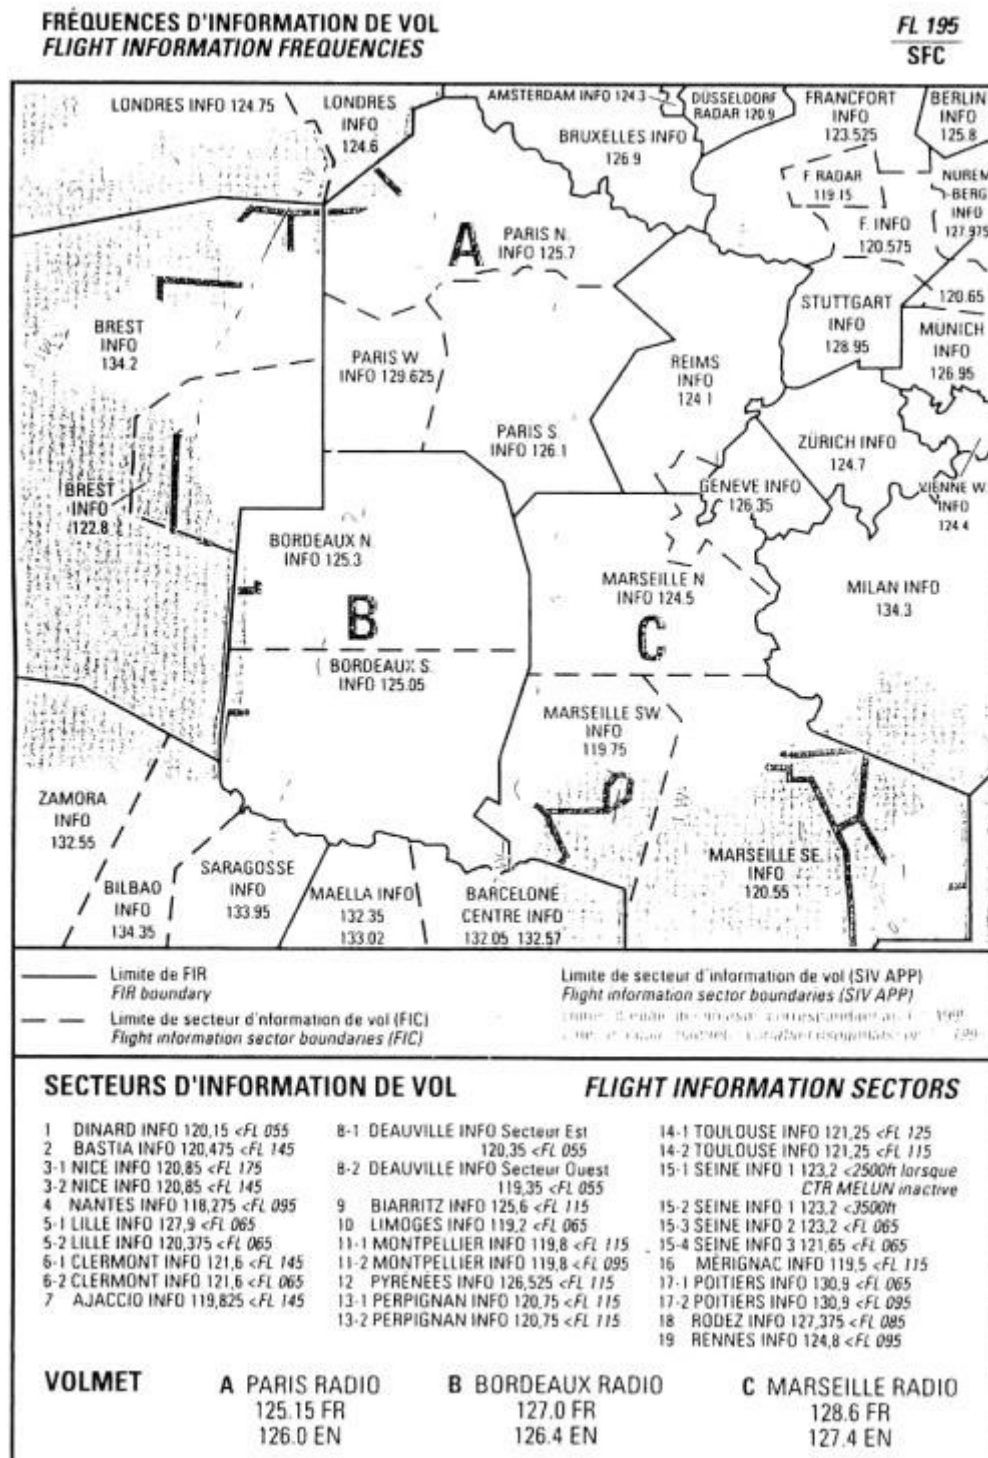 FRÉQUENCES D'INFORMATION DE VOL
FLIGHT INFORMATION FREQUENCIES
FL 195
SFC
LONDRES INFO 124.75
LONDRES
INFO
124.6
AMSTERDAM INFO 124.3
DÜSSELDORF
RADAR 120.9
FRANCFORT
INFO
123.525
BERLIN
INFO
125.8
BRUXELLES INFO
126.9
F RADAR
119.15
NUREM
-BERG
INFO
127.975
F. INFO
120.575
A
PARIS N.
INFO 125.7
120.65
STUTTGART
INFO
128.95
MUNICH
INFO
126.95
BREST
INFO
134.2
PARIS W
INFO 129.625
REIMS
INFO
124.1
PARIS S.
INFO 126.1
ZÜRICH INFO
124.7
BREST
INFO
122.8
GENEVE INFO
126.35
VIENNE W.
INFO
124.4
BORDEAUX N.
INFO 125.3
MARSEILLE N
INFO 124.5
MILAN INFO
134.3
B
C
BORDEAUX S.
INFO 125.05
MARSEILLE SW.
INFO
119.75
ZAMORA
INFO
132.55
MARSEILLE SE.
INFO
120.55
BILBAO
INFO
134.35
SARAGOSSE
INFO
133.95
MAELLA INFO
132.35
133.02
BARCELONE
CENTRE INFO
132.05 132.57
Limite de FIR
FIR boundary
Limite de secteur d'nformation de vol (FIC)
Flight information sector boundaries (FIC)
Limite de secteur d'information de vol (SIV APP)
Flight information sector boundaries (SIV APP)
SECTEURS D'INFORMATION DE VOL
FLIGHT INFORMATION SECTORS
1 DINARD INFO 120,15 <FL 055
2 BASTIA INFO 120,475 <FL 145
3-1 NICE INFO 120,85 <FL 175
3-2 NICE INFO 120,85 <FL 145
4 NANTES INFO 118,275 <FL 095
5-1 LILLE INFO 127,9 <FL 065
5-2 LILLE INFO 120,375 <FL 065
6-1 CLERMONT INFO 121,6 <FL 145
6-2 CLERMONT INFO 121,6 <FL 065
7 AJACCIO INFO 119,825 <FL 145
8-1 DEAUVILLE INFO Secteur Est
120,35 <FL 055
8-2 DEAUVILLE INFO Secteur Ouest
119,35 <FL 055
9 BIARRITZ INFO 125,6 <FL 115
10 LIMOGES INFO 119,2 <FL 065
11-1 MONTPELLIER INFO 119,8 <FL 115
11-2 MONTPELLIER INFO 119,8 <FL 095
12 PYRÉNÉES INFO 126,525 <FL 115
13-1 PERPIGNAN INFO 120,75 <FL 115
13-2 PERPIGNAN INFO 120,75 <FL 115
14-1 TOULOUSE INFO 121,25 <FL 125
14-2 TOULOUSE INFO 121,25 <FL 115
15-1 SEINE INFO 1 123,2 <2500ft lorsque
CTR MELUN inactive
15-2 SEINE INFO 1 123,2 <3500ft
15-3 SEINE INFO 2 123,2 <FL 065
15-4 SEINE INFO 3 121,65 <FL 065
16 MÉRIGNAC INFO 119,5 <FL 115
17-1 POITIERS INFO 130,9 <FL 065
17-2 POITIERS INFO 130,9 <FL 095
18 RODEZ INFO 127,375 <FL 085
19 RENNES INFO 124,8 <FL 095
VOLMET
A PARIS RADIO
125.15 FR
126.0 EN
B BORDEAUX RADIO
127.0 FR
126.4 EN
C MARSEILLE RADIO
128.6 FR
127.4 EN